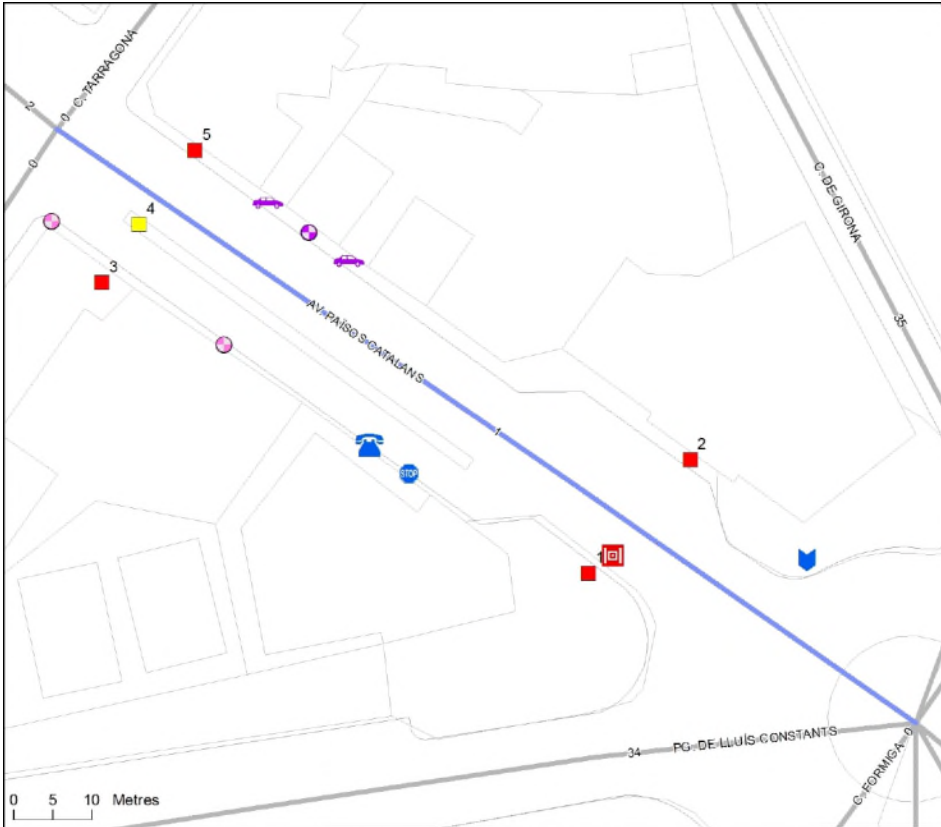 C. TARRAGONA
0
2
0
5
4
3
C. DE GIRONA
35
AV. PAÏSOS CATALANS
1
2
STOP
1
34
PG. DE LLUÍS CONSTANTS
C. FORMIGA
0
0 5 10 Metres